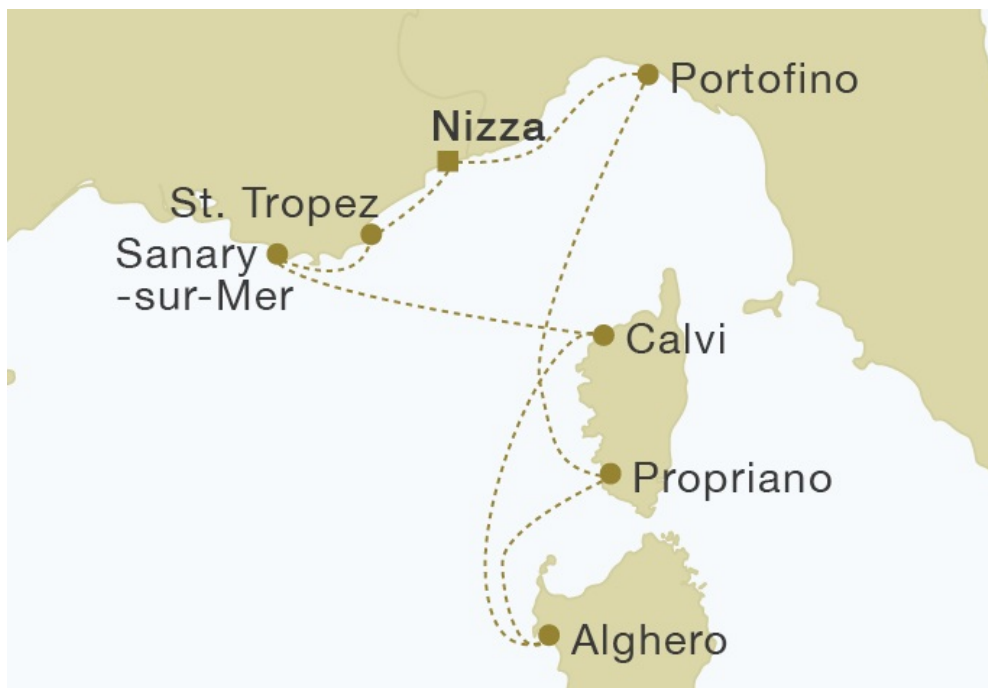 Portofino
Nizza
St. Tropez
Sanary
-sur-Mer
Calvi
Propriano
Alghero